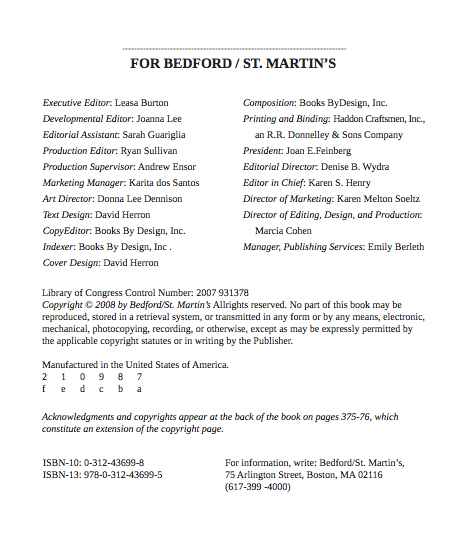 FOR BEDFORD / ST. MARTIN'S
Executive Editor: Leasa Burton
Developmental Editor: Joanna Lee
Editorial Assistant: Sarah Guariglia
Production Editor: Ryan Sullivan
Production Supervisor: Andrew Ensor
Marketing Manager: Karita dos Santos
Art Director: Donna Lee Dennison
Text Design: David Herron
CopyEditor: Books By Design, Inc.
Indexer: Books By Design, Inc .
Cover Design: David Herron
Composition: Books ByDesign, Inc.
Printing and Binding: Haddon Craftsmen, Inc.,
an R.R. Donnelley & Sons Company
President: Joan E.Feinberg
Editorial Director: Denise B. Wydra
Editor in Chief: Karen S. Henry
Director of Marketing: Karen Melton Soeltz
Director of Editing, Design, and Production:
Marcia Cohen
Manager, Publishing Services: Emily Berleth
Library of Congress Control Number: 2007 931378
Copyright © 2008 by Bedford/St. Martin's Allrights reserved. No part of this book may be
reproduced, stored in a retrieval system, or transmitted in any form or by any means, electronic,
mechanical, photocopying, recording, or otherwise, except as may be expressly permitted by
the applicable copyright statutes or in writing by the Publisher.
Manufactured in the United States of America.
2 1 0 9 8 7
f e d c b a
Acknowledgments and copyrights appear at the back of the book on pages 375-76, which
constitute an extension of the copyright page.
ISBN-10: 0-312-43699-8
ISBN-13: 978-0-312-43699-5
For information, write: Bedford/St. Martin's,
75 Arlington Street, Boston, MA 02116
(617-399 -4000)